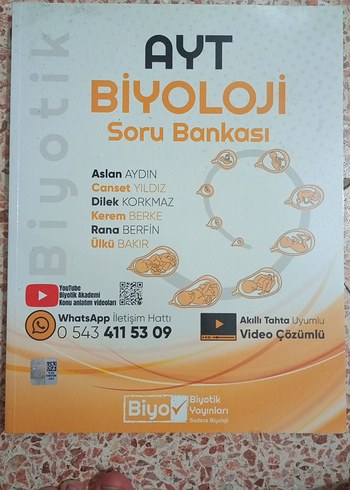 Biyotik
AYT
BİYOLOJİ
Soru Bankası
Aslan AYDIN
Canset YILDIZ
Dilek KORKMAZ
Kerem BERKE
Rana BERFİN
Ülkü BAKIR
YouTube
Biyotik Akademi
Konu anlatım videoları
WhatsApp İletişim Hattı
0 543 411 53 09
Akıllı Tahta Uyumlu
Video Çözümlü
Biyo
Biyotik
Yayınları
Sadece Biyoloji